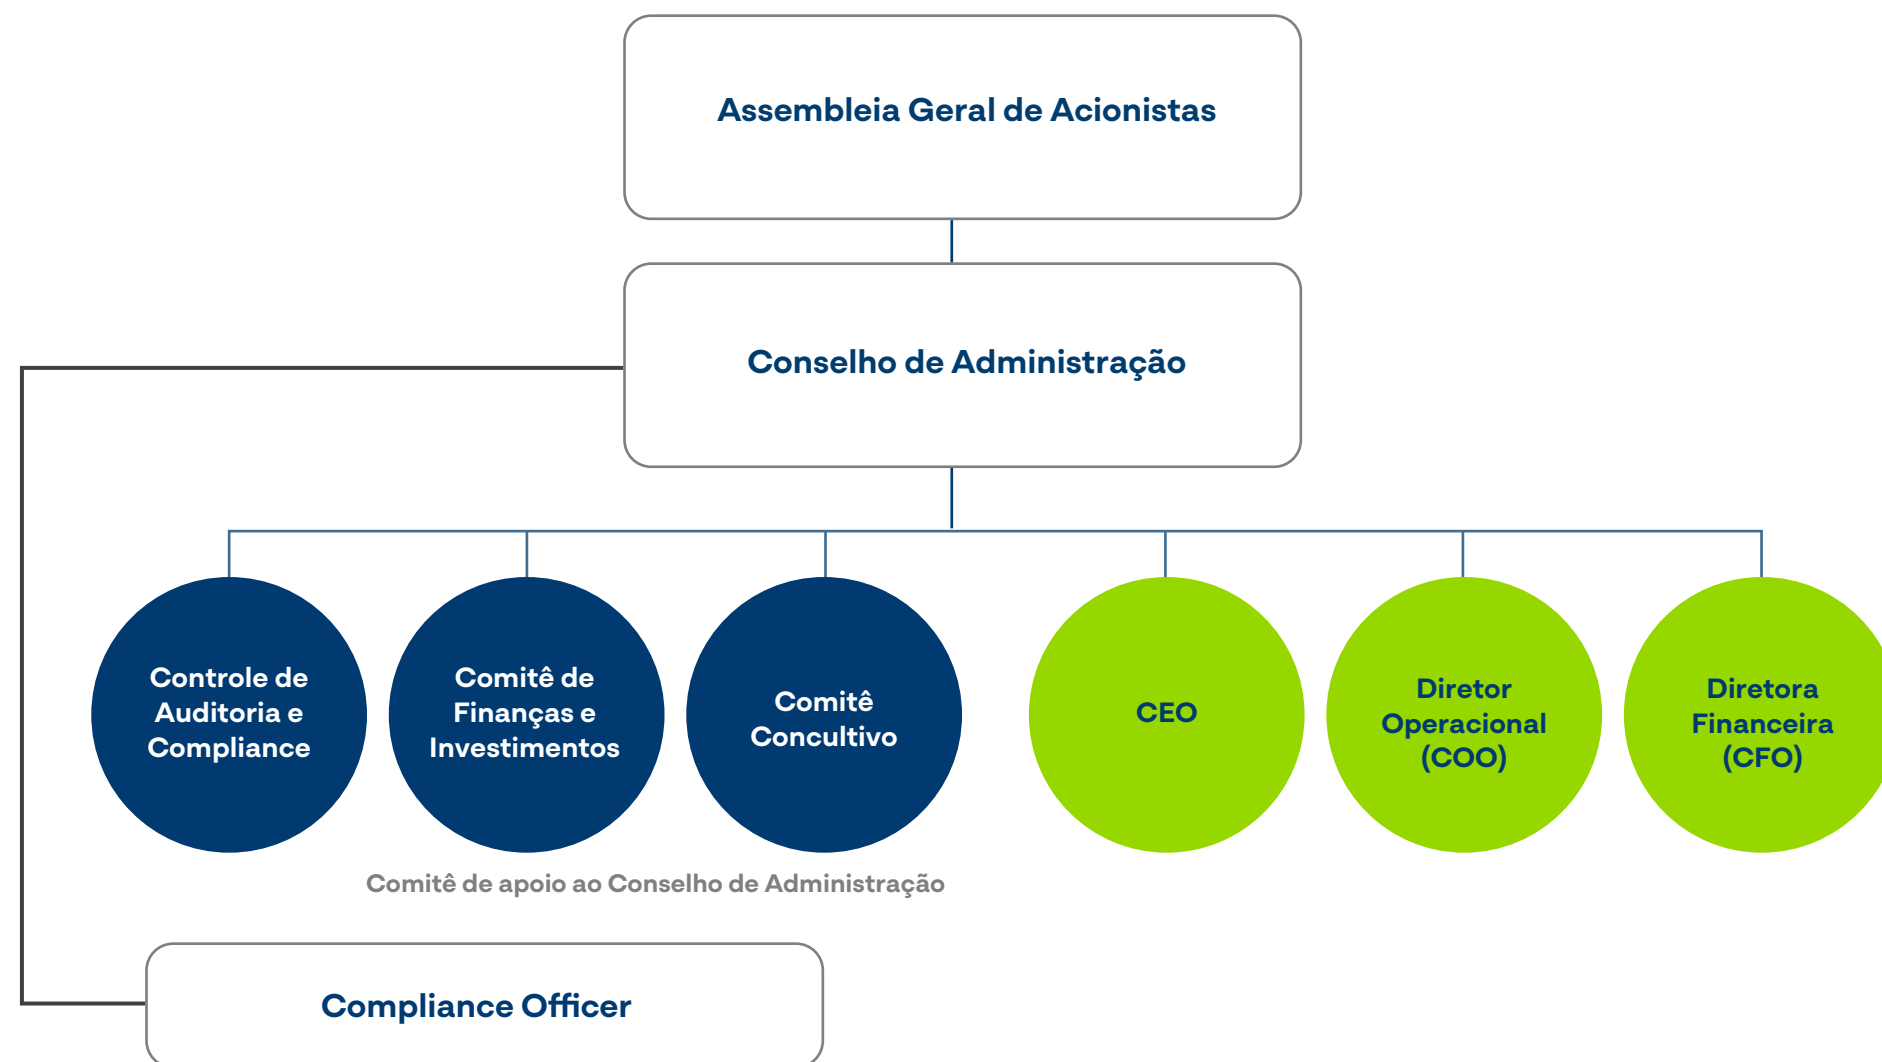 Assembleia Geral de Acionistas
Conselho de Administração
Controle de
Auditoria e
Compliance
Comitê de
Finanças e
Investimentos
Comitê
Concultivo
CEO
Diretor
Operacional
(COO)
Diretora
Financeira
(CFO)
Comitê de apoio ao Conselho de Administração
Compliance Officer